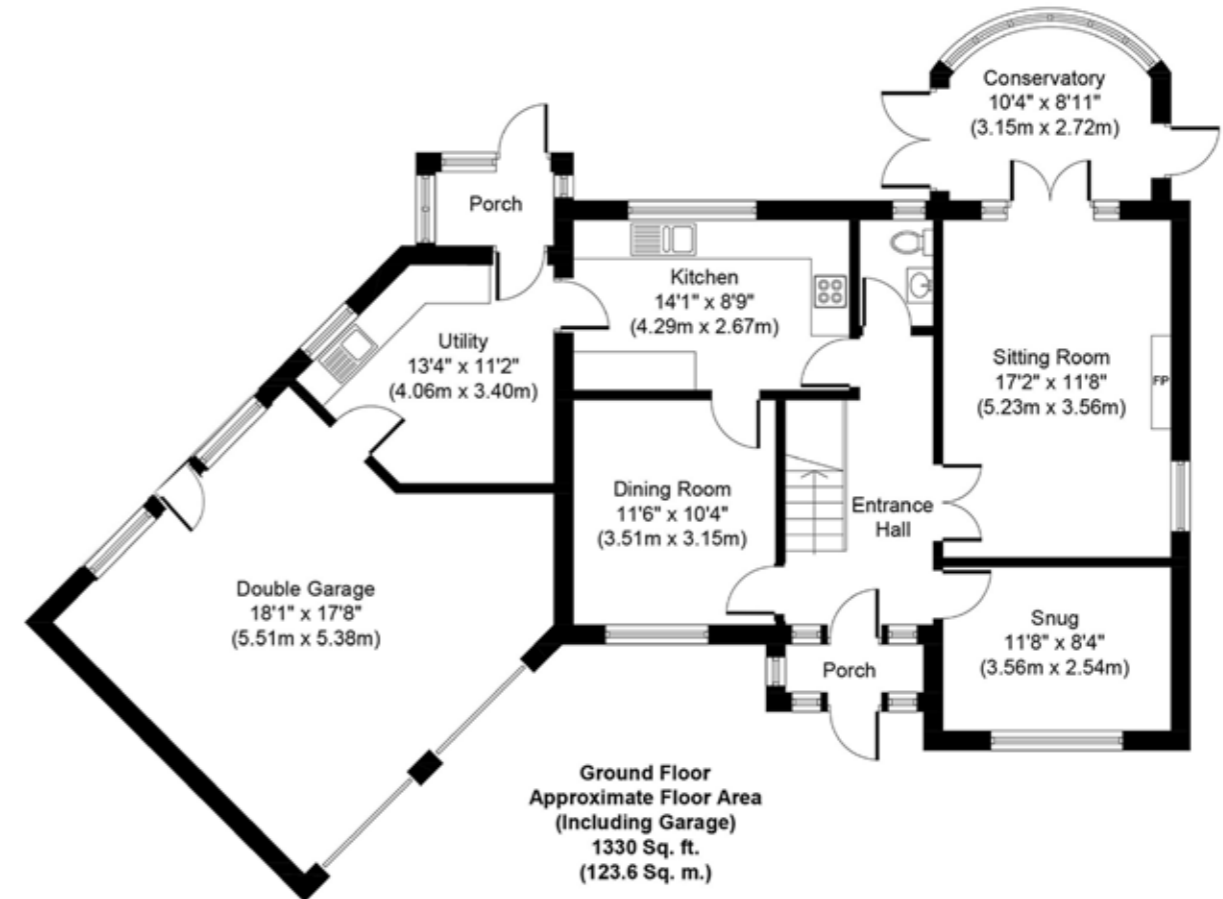 Conservatory
10'4" x 8'11"
(3.15m x 2.72m)
Porch
Kitchen
14'1" x 8'9"
(4.29m x 2.67m)
Utility
13'4" x 11'2"
(4.06m x 3.40m)
Sitting Room
17'2" x 11'8"
(5.23m x 3.56m)
FP
Dining Room
11'6" x 10'4"
(3.51m x 3.15m)
Entrance
Hall
Double Garage
18'1" x 17'8"
(5.51m x 5.38m)
Snug
11'8" x 8'4"
(3.56m x 2.54m)
Porch
Ground Floor
Approximate Floor Area
(Including Garage)
1330 Sq. ft.
(123.6 Sq. m.)